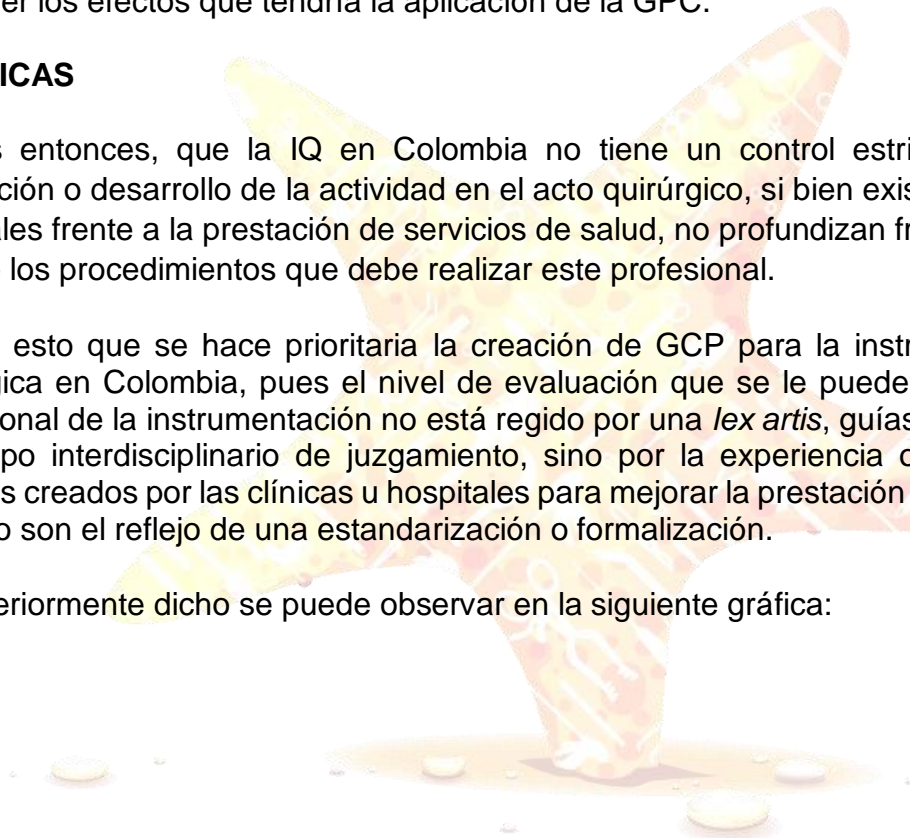 er los efectos que tendría la aplicación de la GPC.
ICAS
s entonces, que la IQ en Colombia no tiene un control estri
ción o desarrollo de la actividad en el acto quirúrgico, si bien exis
ales frente a la prestación de servicios de salud, no profundizan fr
e los procedimientos que debe realizar este profesional.
esto que se hace prioritaria la creación de GCP para la instr
gica en Colombia, pues el nivel de evaluación que se le puede
onal de la instrumentación no está regido por una lex artis, guías
po interdisciplinario de juzgamiento, sino por la experiencia o
s creados por las clínicas u hospitales para mejorar la prestación
o son el reflejo de una estandarización o formalización.
eriormente dicho se puede observar en la siguiente gráfica: